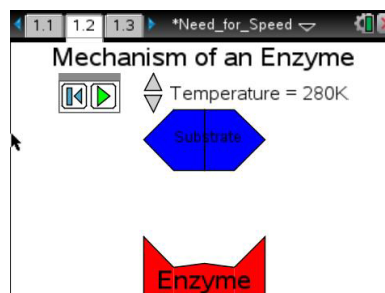 1.1 1.2 1.3 *Need_for_Speed
Mechanism of an Enzyme
Temperature = 280K
Substrate
Enzyme